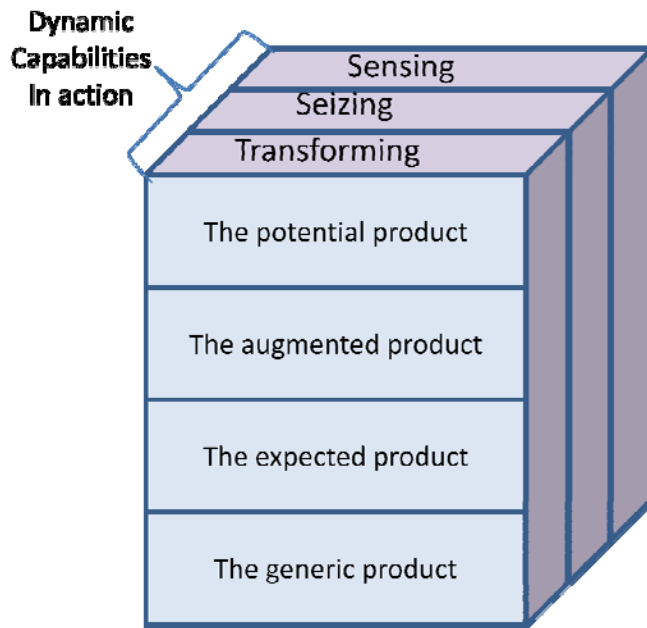 Dynamic
Capabilities
In action
Sensing
Seizing
Transforming
The potential product
The augmented product
The expected product
The generic product